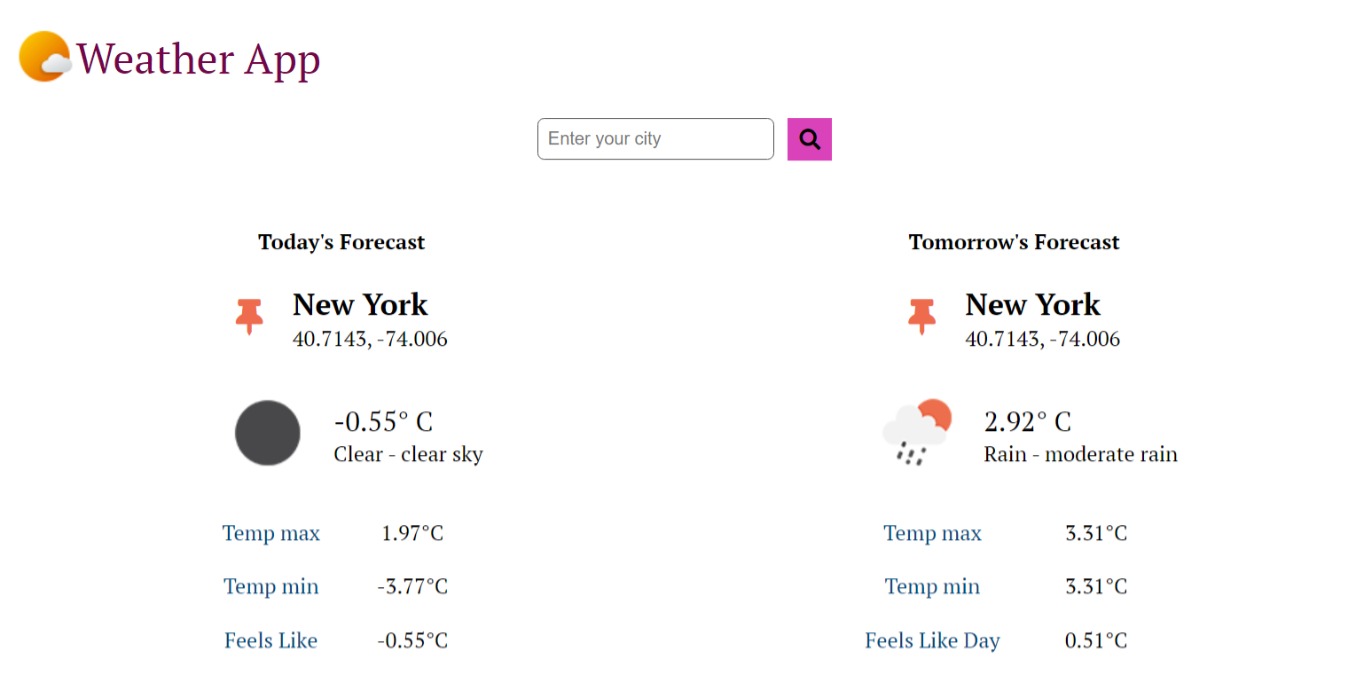 Weather App
Enter your city
Today's Forecast
New York
40.7143, -74.006
-0.55° C
Clear - clear sky
Temp max 1.97°C
Temp min -3.77°C
Feels Like -0.55°C
Tomorrow's Forecast
New York
40.7143, -74.006
2.92° C
Rain - moderate rain
Temp max 3.31°C
Temp min 3.31°C
Feels Like Day 0.51°C